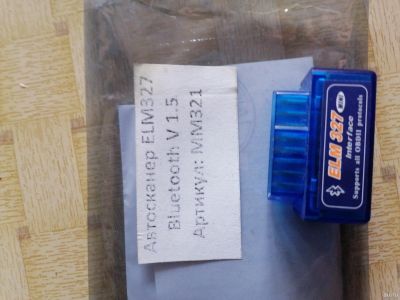 Автосканер ELM327
Bluetooth V 1.5
Артикул: MM321
ELM 327
Interface
Supports all OBDII protocols